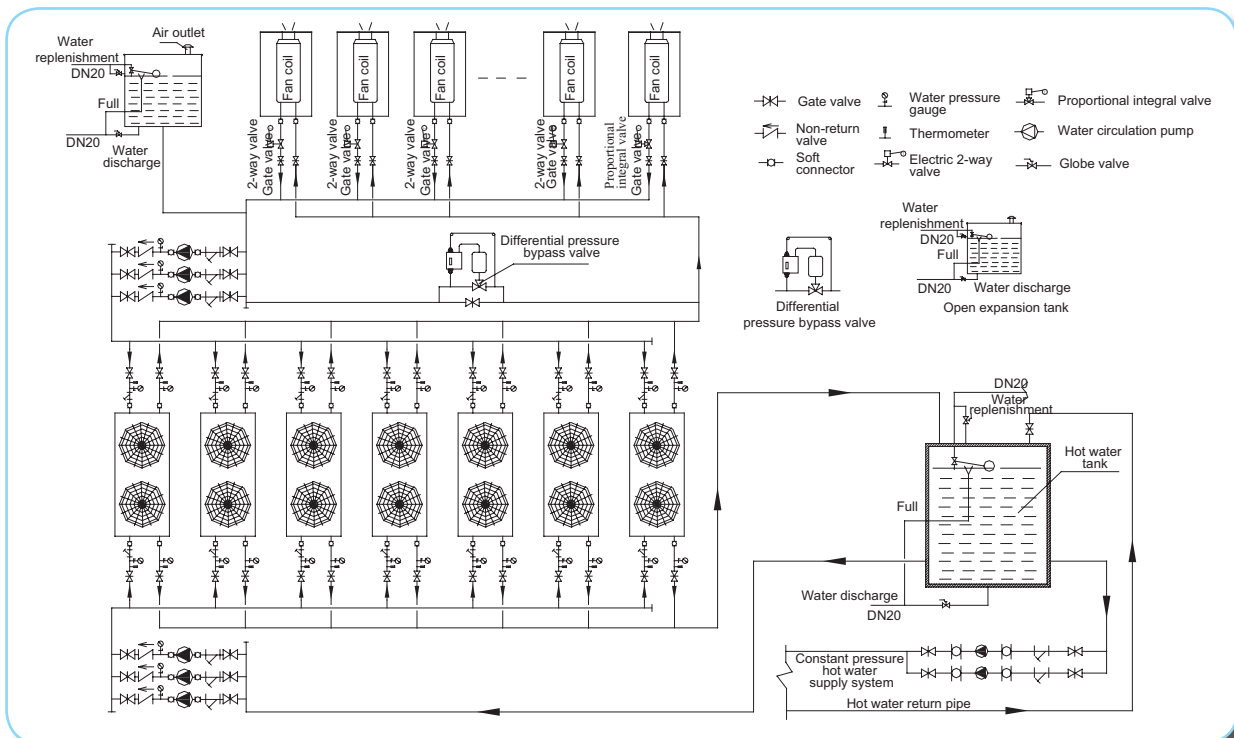 Water
replenishment
DN20
Air outlet
Full
DN20
Water
discharge
Fan coil
Fan coil
Fan coil
Fan coil
Fan coil
2-way valve
Gate valve
2-way valve
Gate valve
2-way valve
Gate valve
2-way valve
Gate valve
Proportional
integral valve
Gate valve
Differential pressure
bypass valve
Gate valve
Water pressure
gauge
Proportional integral valve
Non-return
valve
Thermometer
Water circulation pump
Soft
connector
Electric 2-way
valve
Globe valve
Differential
pressure bypass valve
Water
replenishment
DN20
Full
Water discharge
DN20
Open expansion tank
DN20
Water
replenishment
Hot water
tank
Full
Water discharge
DN20
Constant pressure
hot water
supply system
Hot water return pipe